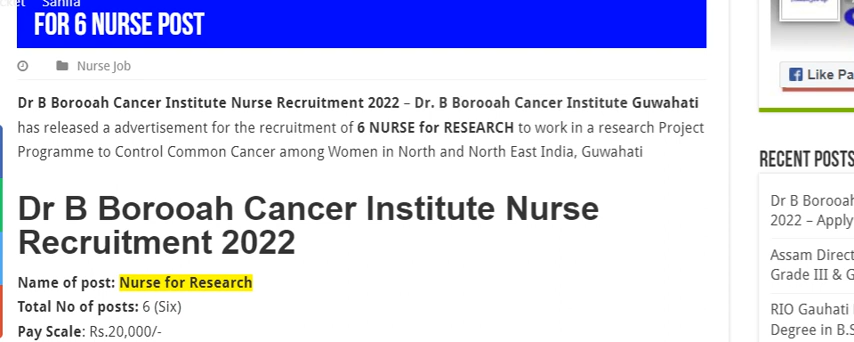 Sahila
FOR 6 NURSE POST
Nurse Job
Dr B Borooah Cancer Institute Nurse Recruitment 2022 – Dr. B Borooah Cancer Institute Guwahati
has released a advertisement for the recruitment of 6 NURSE for RESEARCH to work in a research Project
Programme to Control Common Cancer among Women in North and North East India, Guwahati
Dr B Borooah Cancer Institute Nurse
Recruitment 2022
Name of post: Nurse for Research
Total No of posts: 6 (Six)
Pay Scale: Rs.20,000/-
Like Pa
RECENT POSTS
Dr B Borooah
2022 – Apply
Assam Direct
Grade III & G
RIO Gauhati
Degree in B.S